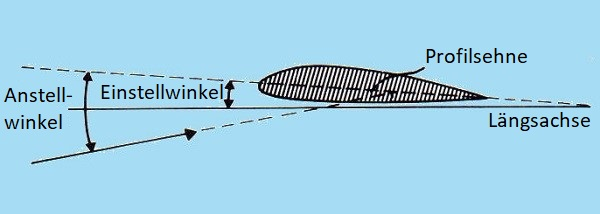 Profilsehne
Einstellwinkel
Anstell-
winkel
Längsachse